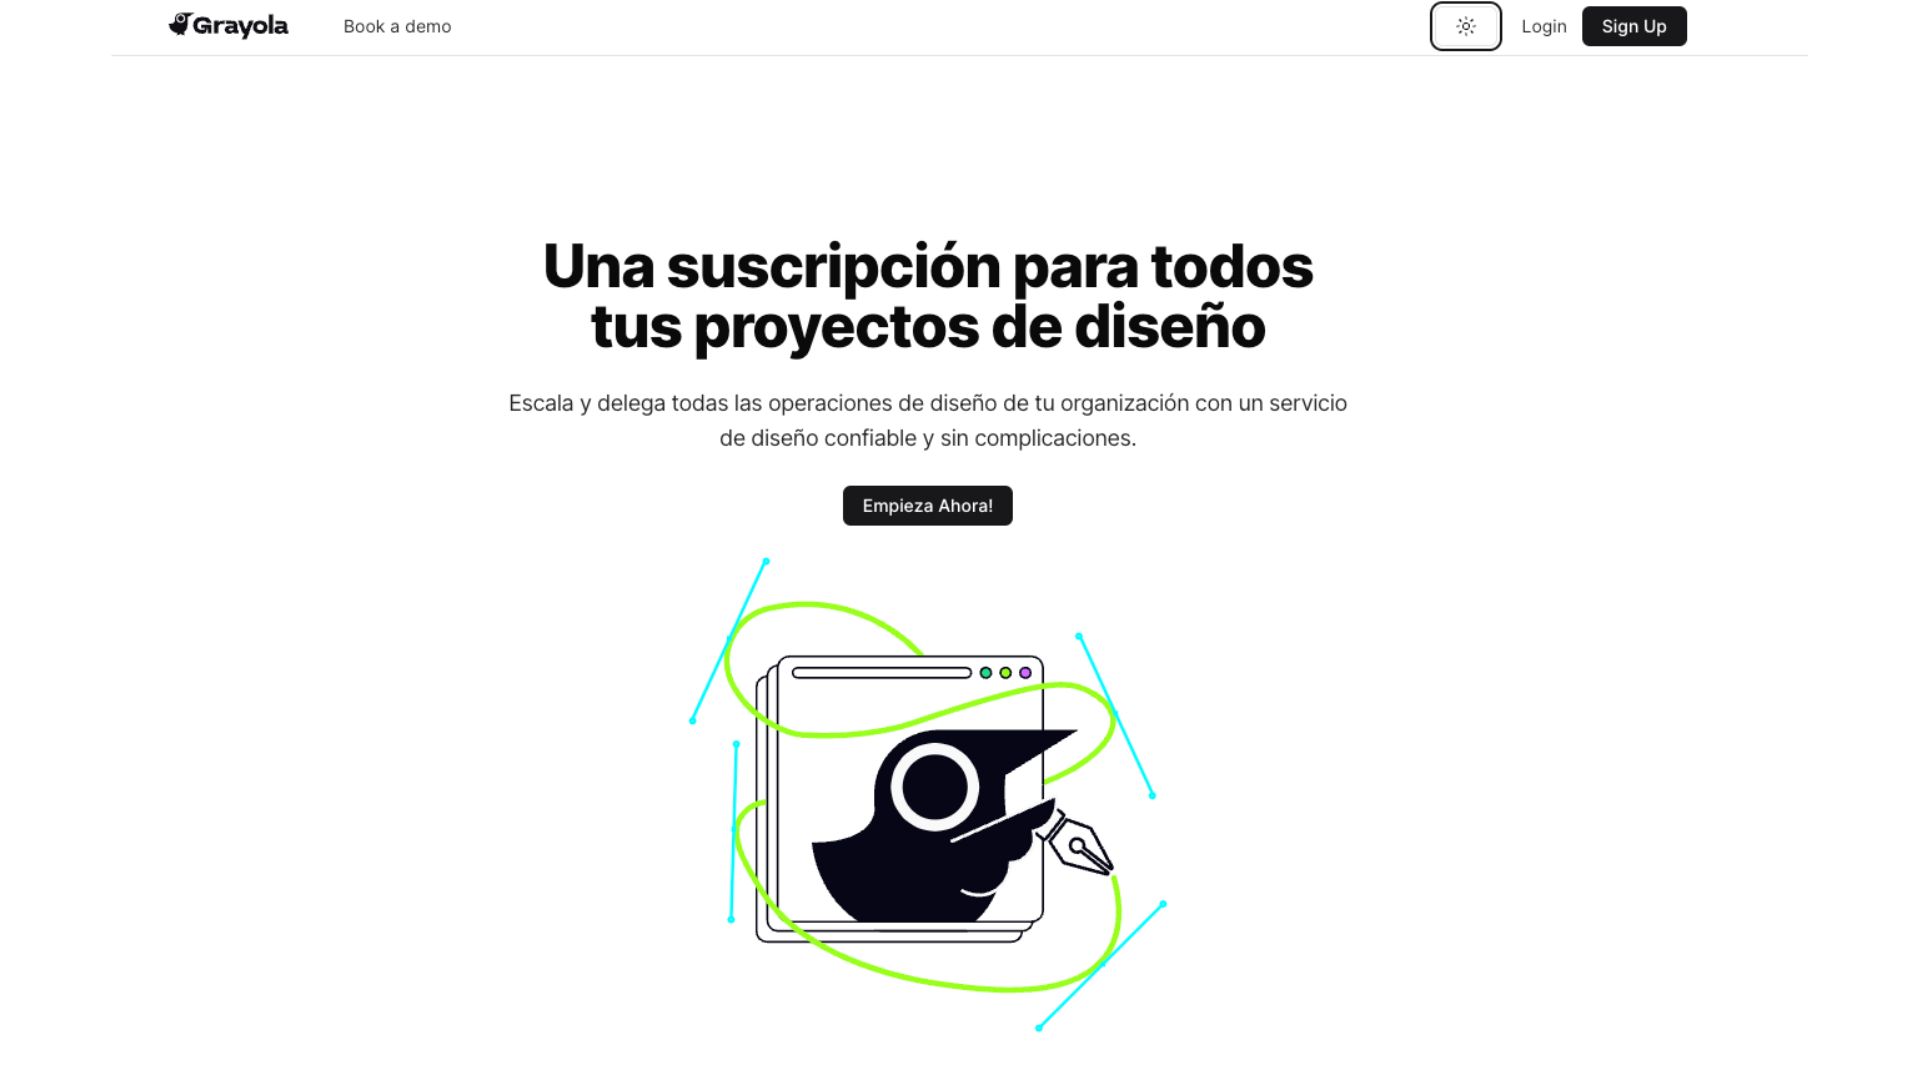 Grayola
Book a demo
Login
Sign Up
Una suscripción para todos
tus proyectos de diseño
Escala y delega todas las operaciones de diseño de tu organización con un servicio
de diseño confiable y sin complicaciones.
Empieza Ahora!